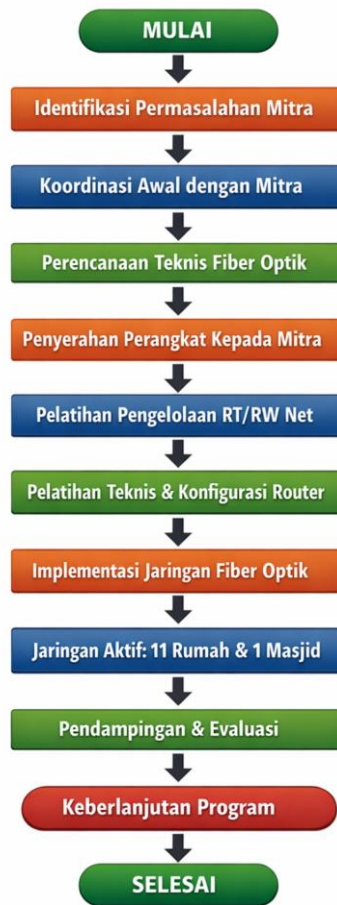 MULAI
Identifikasi Permasalahan Mitra
Koordinasi Awal dengan Mitra
Perencanaan Teknis Fiber Optik
Penyerahan Perangkat Kepada Mitra
Pelatihan Pengelolaan RT/RW Net
Pelatihan Teknis & Konfigurasi Router
Implementasi Jaringan Fiber Optik
Jaringan Aktif: 11 Rumah & 1 Masjid
Pendampingan & Evaluasi
Keberlanjutan Program
SELESAI